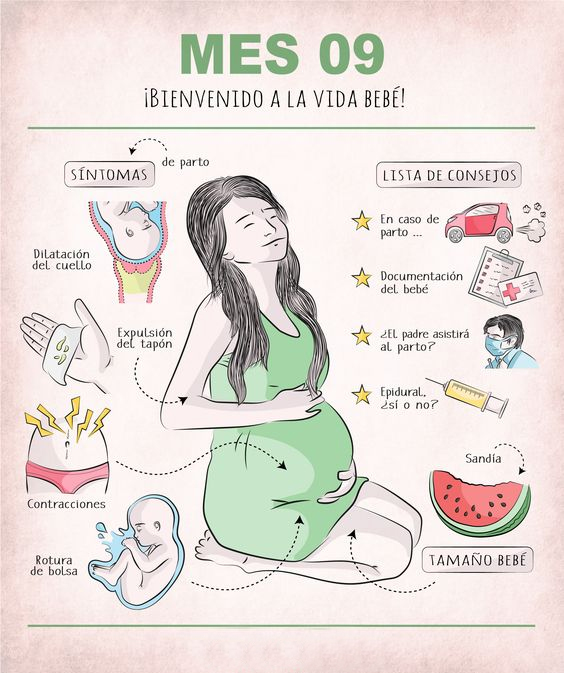 MES 09
¡BIENVENIDO A LA VIDA BEBÉ!
SÍNTOMAS
de parto
Dilatación
del cuello
Expulsión
del tapón
Contracciones
Rotura
de bolsa
LISTA DE CONSEJOS
En caso de
parto ...
Documentación
del bebé
¿El padre asistirá
al parto?
Epidural,
¿sí o no?
Sandía
TAMAÑO BEBÉ